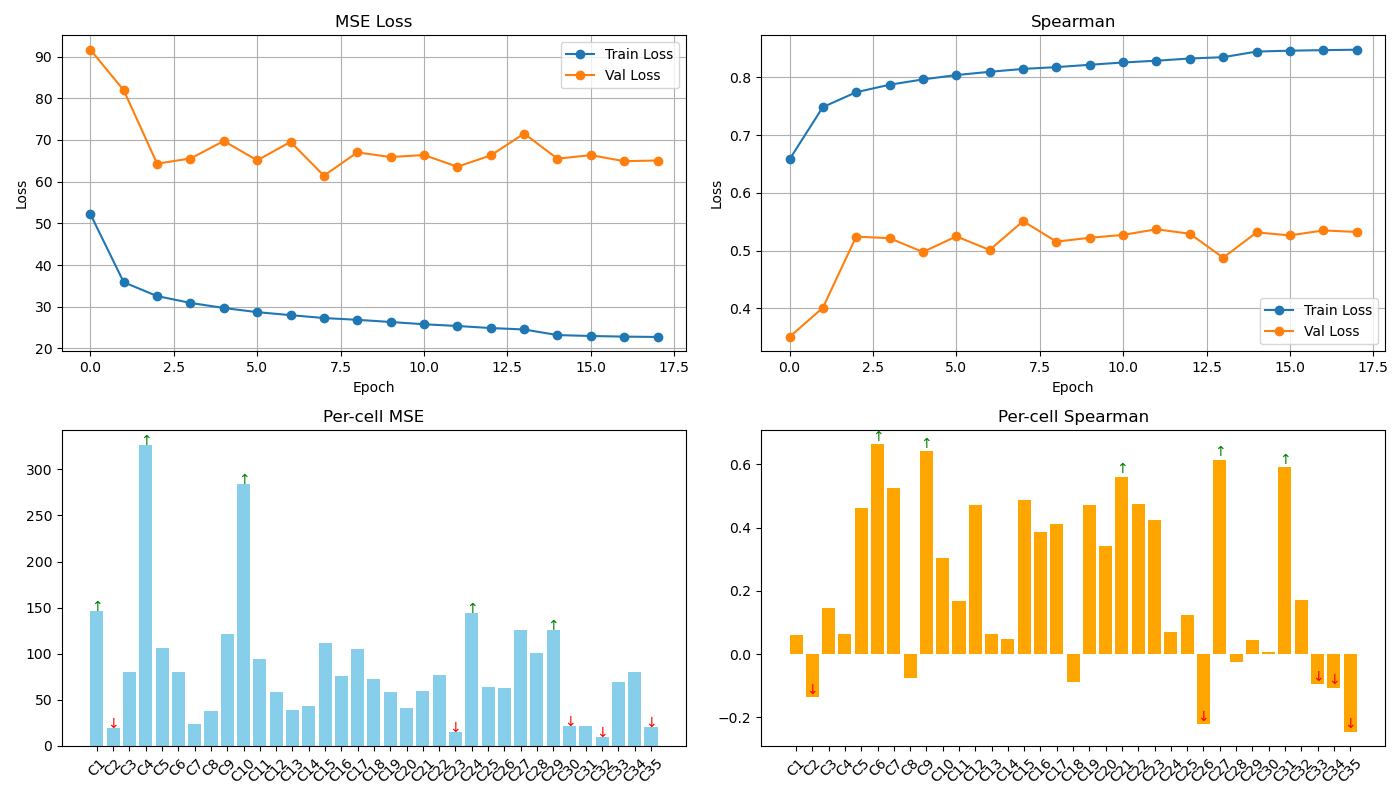 MSE Loss
Train Loss
Val Loss
90
80
70
60
50
40
30
20
Loss
0.0 2.5 5.0 7.5 10.0 12.5 15.0 17.5
Epoch
Spearman
Train Loss
Val Loss
0.8
0.7
0.6
0.5
0.4
Loss
0.0 2.5 5.0 7.5 10.0 12.5 15.0 17.5
Epoch
Per-cell MSE
300
250
200
150
100
50
0
↑ ↓ ↑ ↑ ↓ ↑ ↑ ↓ ↓ ↓
C1 C2 C3 C4 C5 C6 C7 C8 C9 C10 C11 C12 C13 C14 C15 C16 C17 C18 C19 C20 C21 C22 C23 C24 C25 C26 C27 C28 C29 C30 C31 C32 C33 C34 C35
Per-cell Spearman
0.6
0.4
0.2
0.0
−0.2
↓ ↑ ↑ ↑ ↓ ↑ ↑ ↓ ↓ ↓
C1 C2 C3 C4 C5 C6 C7 C8 C9 C10 C11 C12 C13 C14 C15 C16 C17 C18 C19 C20 C21 C22 C23 C24 C25 C26 C27 C28 C29 C30 C31 C32 C33 C34 C35